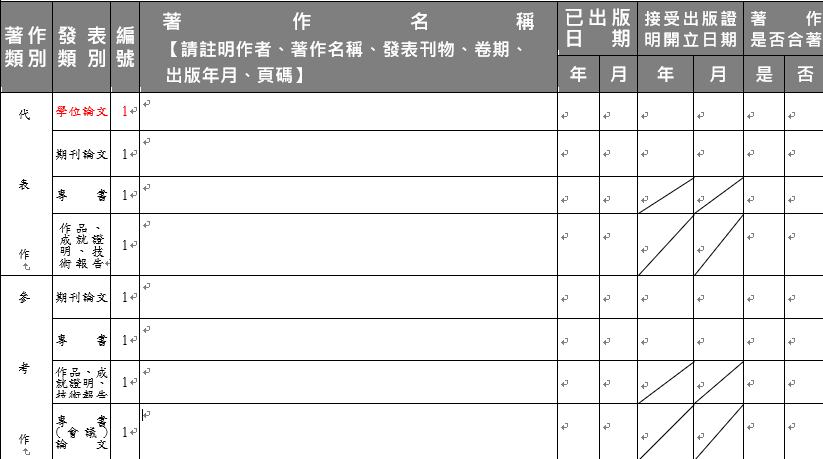 著作類別 發表類別 編號 著作名稱
【請註明作者、著作名稱、發表刊物、卷期、
出版年月、頁碼】
已出版日期 接受出版證明開立日期 著作是否合著
年 月 年 月 是 否
代表作
學位論文 1
期刊論文 1
專書 1
作品、成就證明、技術報告 1
參考作
期刊論文 1
專書 1
作品、成就證明、技術報告 1
專書(會議)論文 1